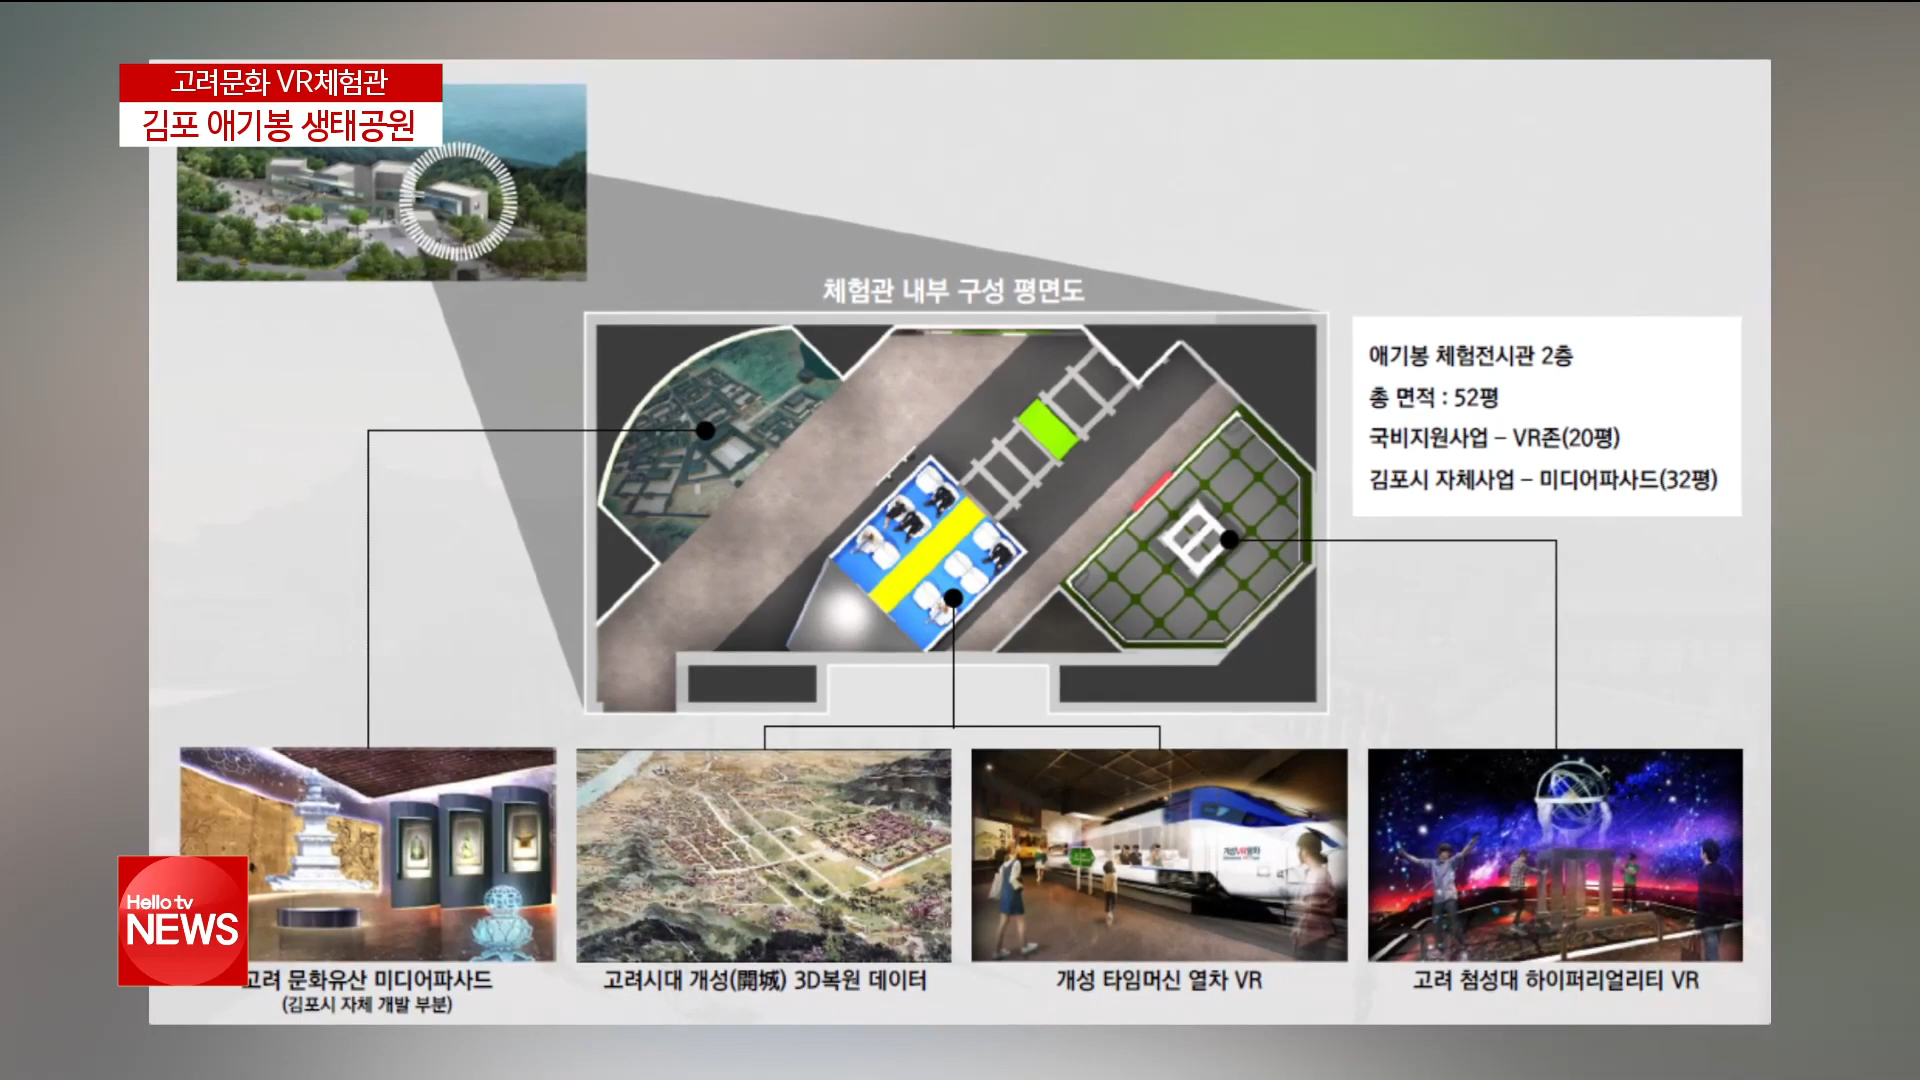 고려문화 VR체험관
김포 애기봉 생태공원
체험관 내부 구성 평면도
애기봉 체험전시관 2층
총 면적 : 52평
국비지원사업 – VR존(20평)
김포시 자체사업 – 미디어파사드(32평)
개성VR열차
Hello tv
NEWS
고려 문화유산 미디어파사드
(김포시 자체 개발 부분)
고려시대 개성(開城) 3D복원 데이터
개성 타임머신 열차 VR
고려 첨성대 하이퍼리얼리티 VR